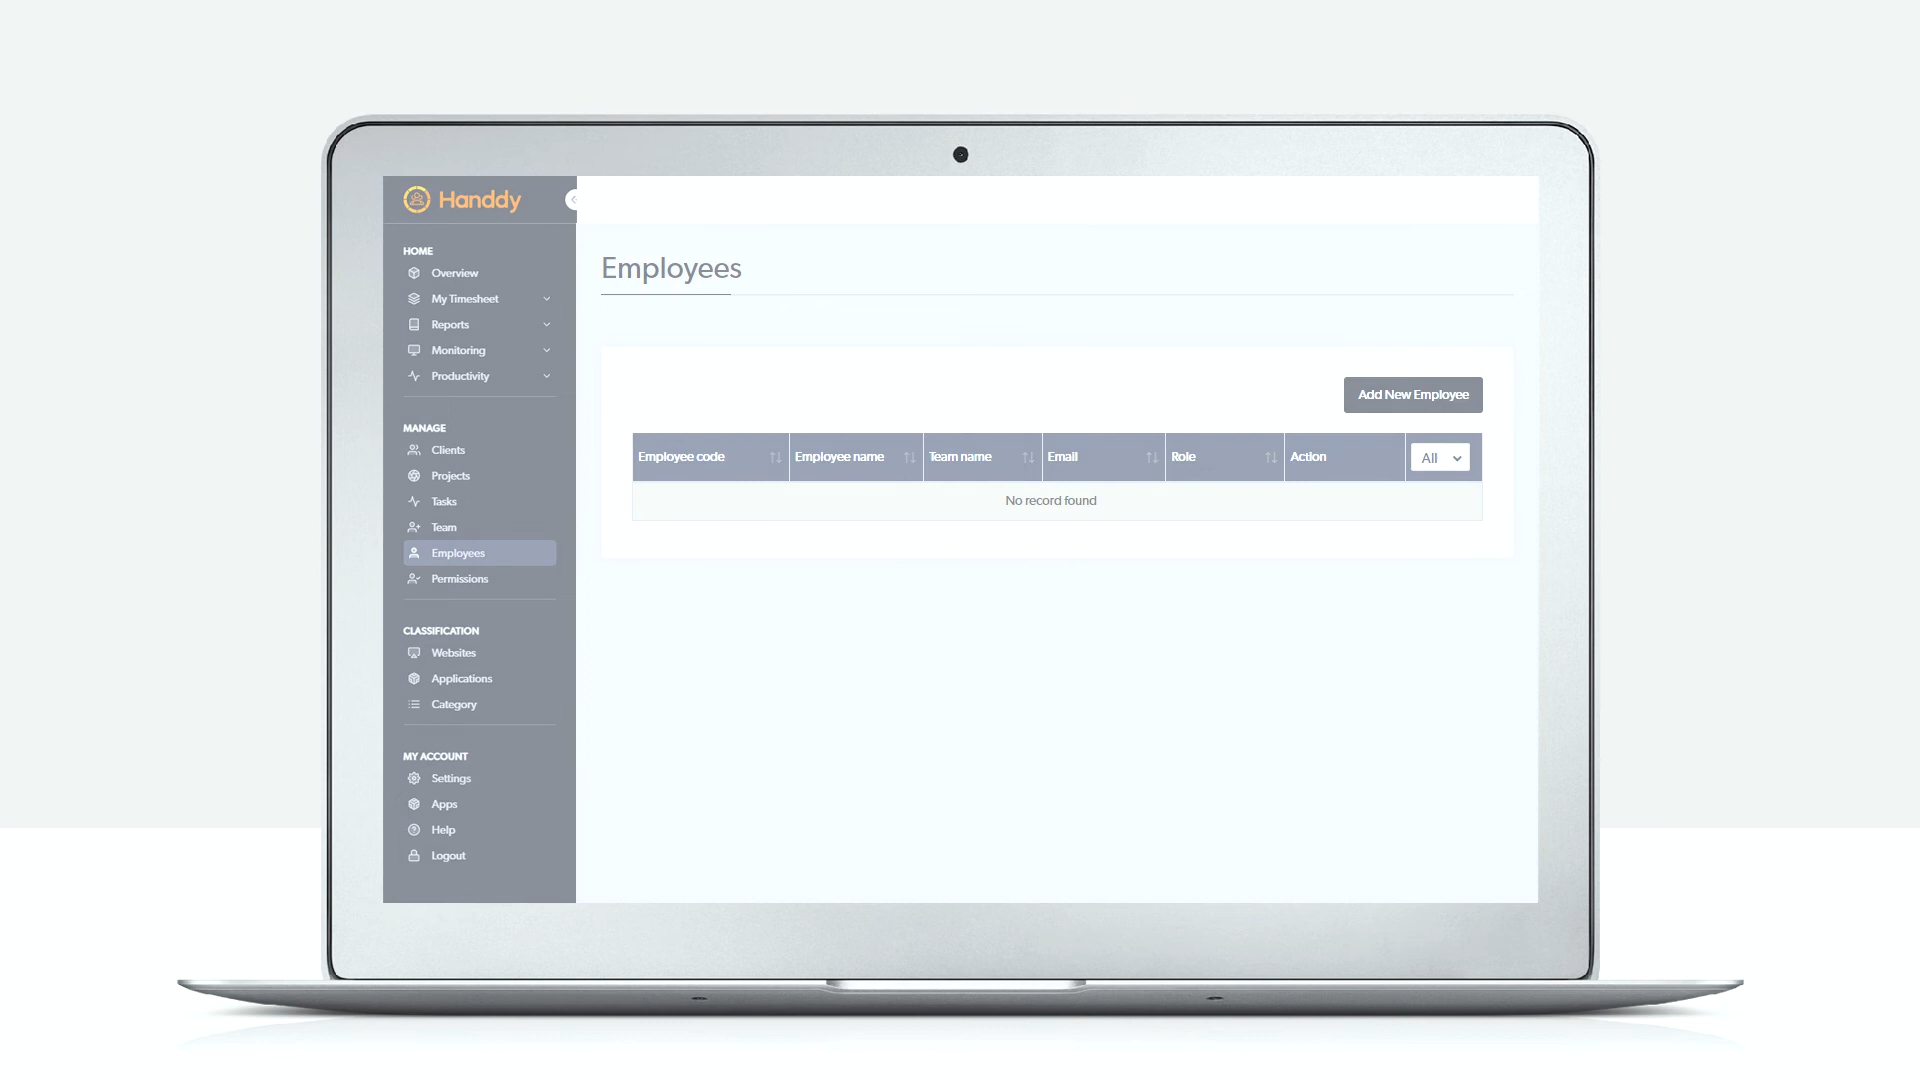 Handdy
HOME
Overview
My Timesheet
Reports
Monitoring
Productivity
MANAGE
Clients
Projects
Tasks
Team
Employees
Permissions
CLASSIFICATION
Websites
Applications
Category
MY ACCOUNT
Settings
Apps
Help
Logout
Employees
Add New Employee
Employee code Employee name Team name Email Role Action All
No record found